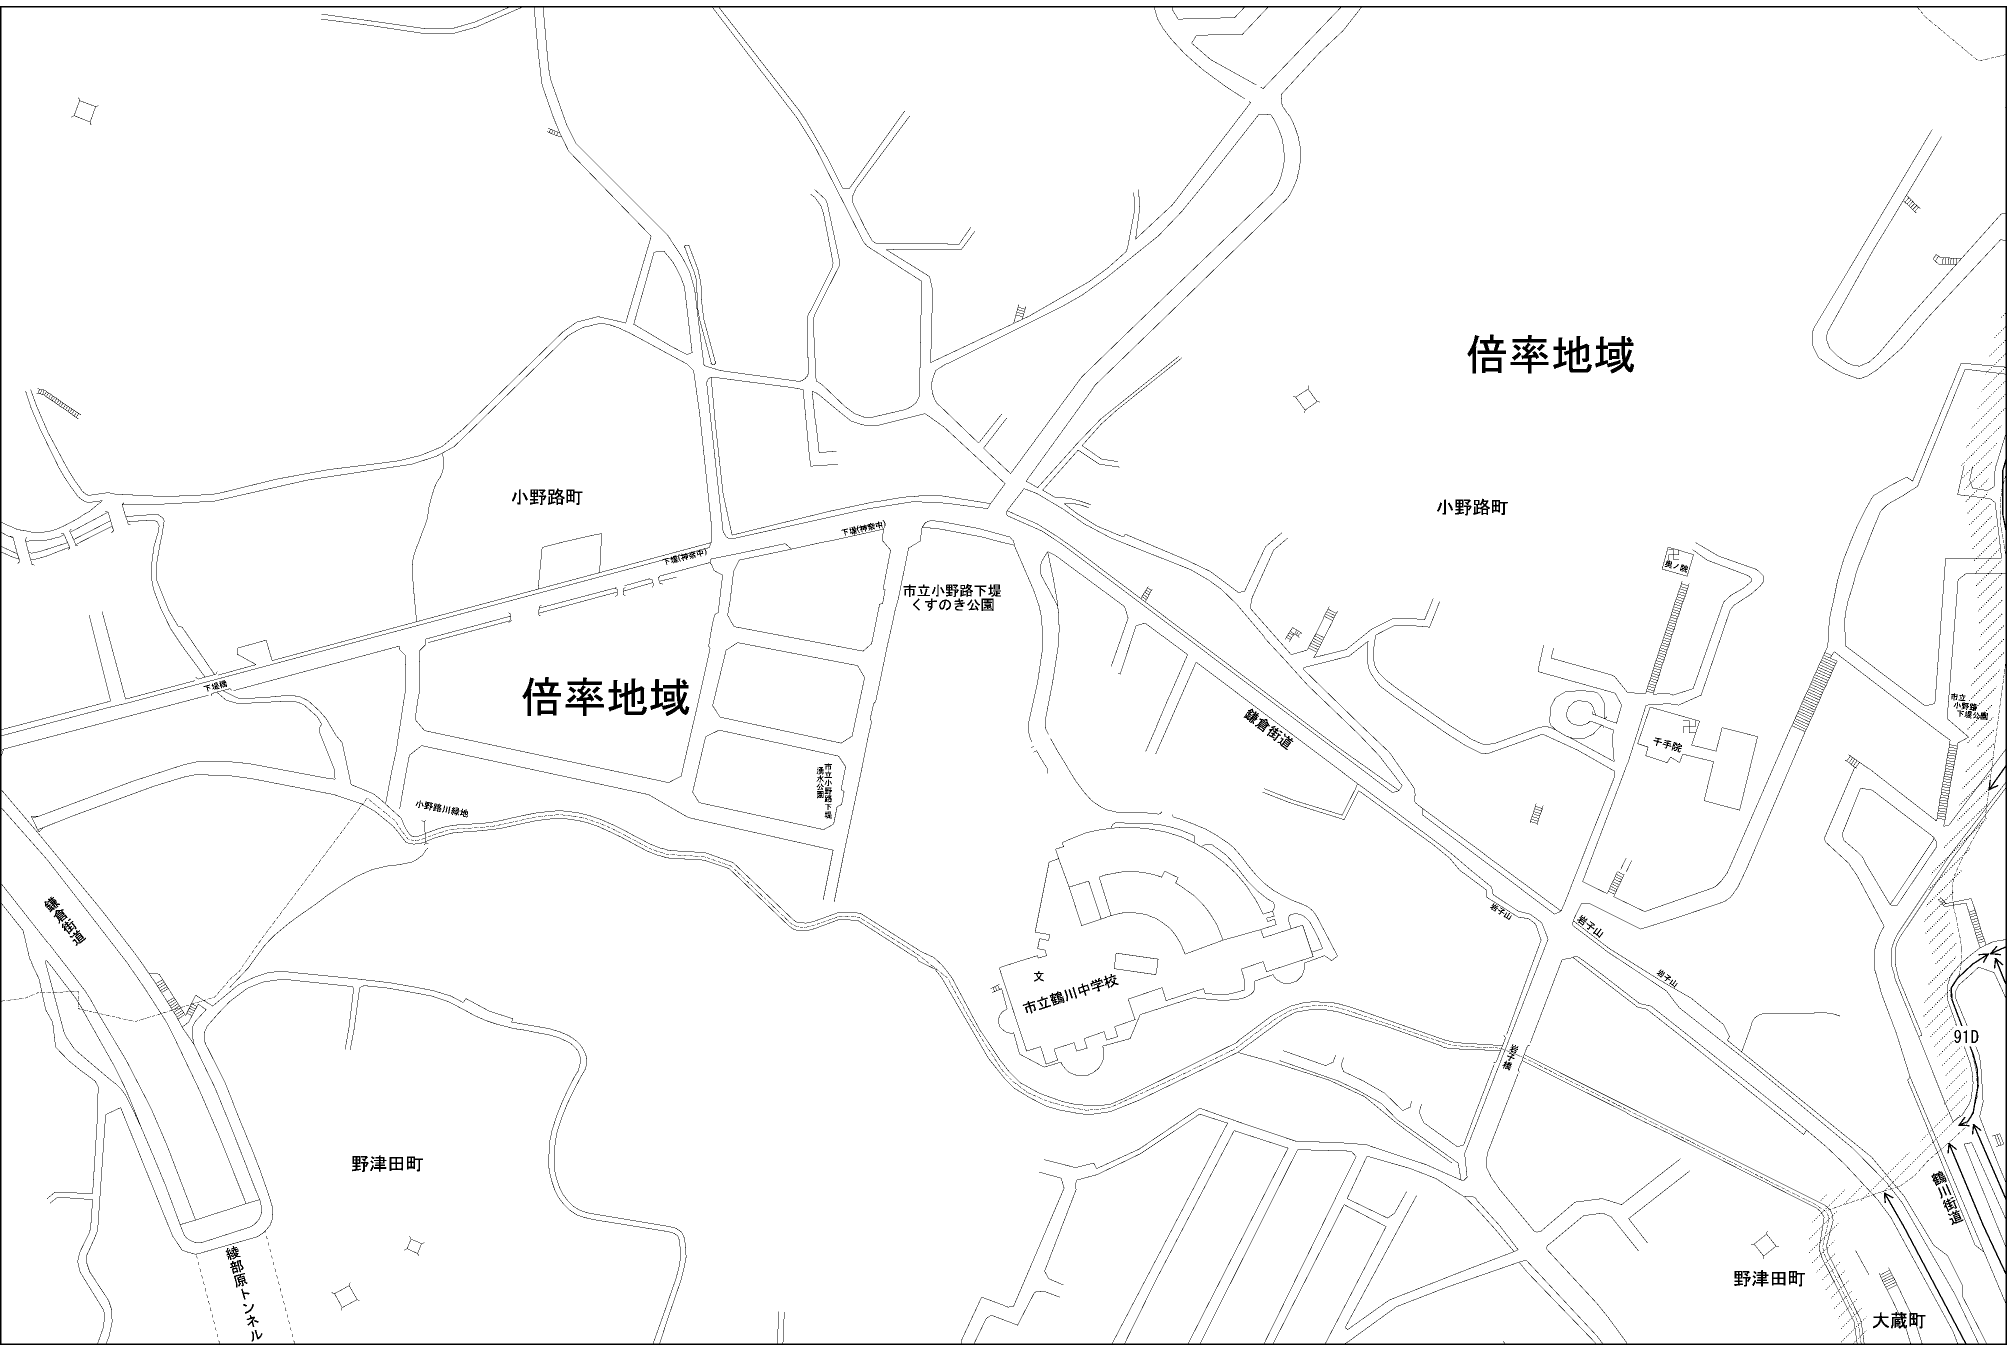 倍率地域
小野路町
小野路町
下堤(神奈中)
下堤(神奈中)
奥ノ院
市立小野路下堤
くすのき公園
下堤橋
倍率地域
鎌倉街道
市立
小野路
下堤公園
千手院
市立小野路下堤
湧水公園
小野路川緑地
鎌倉街道
岩子山
岩子山
岩子山
文
市立鶴川中学校
91D
岩子橋
野津田町
鶴川街道
綾部原トンネル
野津田町
大蔵町